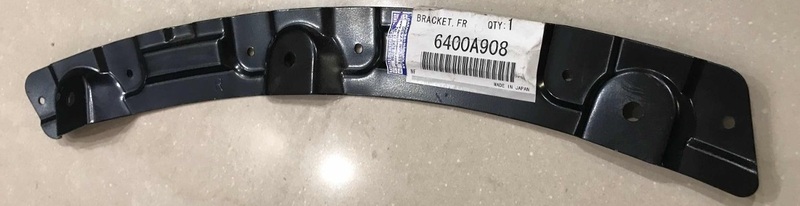 BRACKET,FR QTY:1
6400A908
MADE IN JAPAN